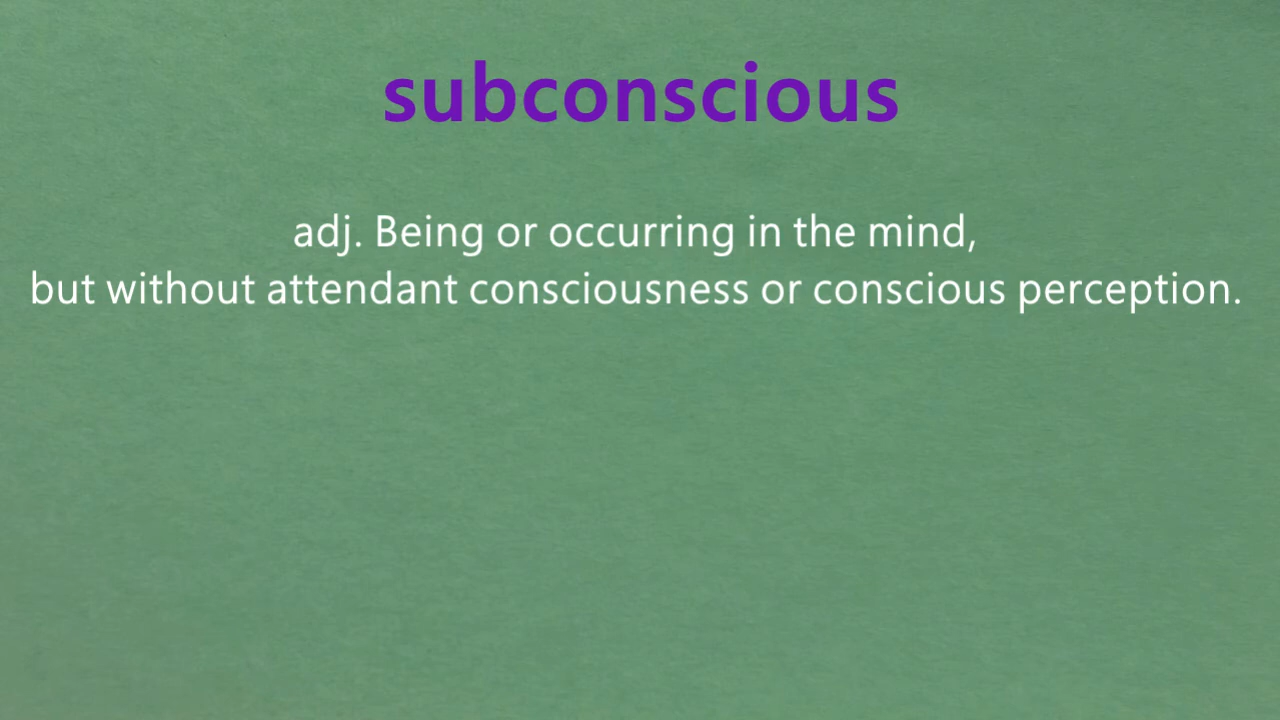 subconscious
adj. Being or occurring in the mind,
but without attendant consciousness or conscious perception.